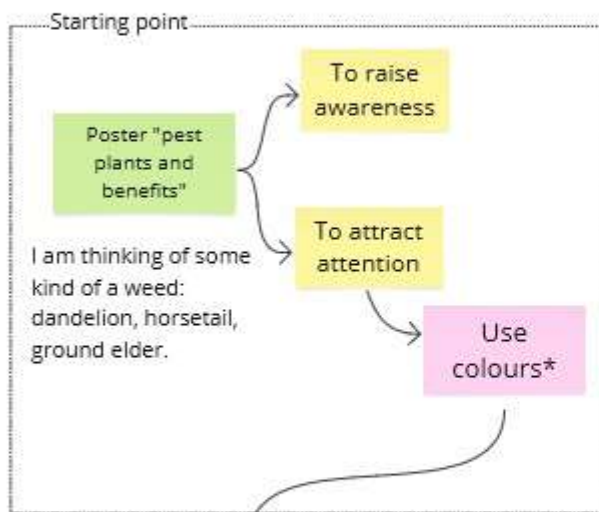 Starting point
To raise
awareness
Poster "pest
plants and
benefits"
To attract
attention
I am thinking of some
kind of a weed:
dandelion, horsetail,
ground elder.
Use
colours*